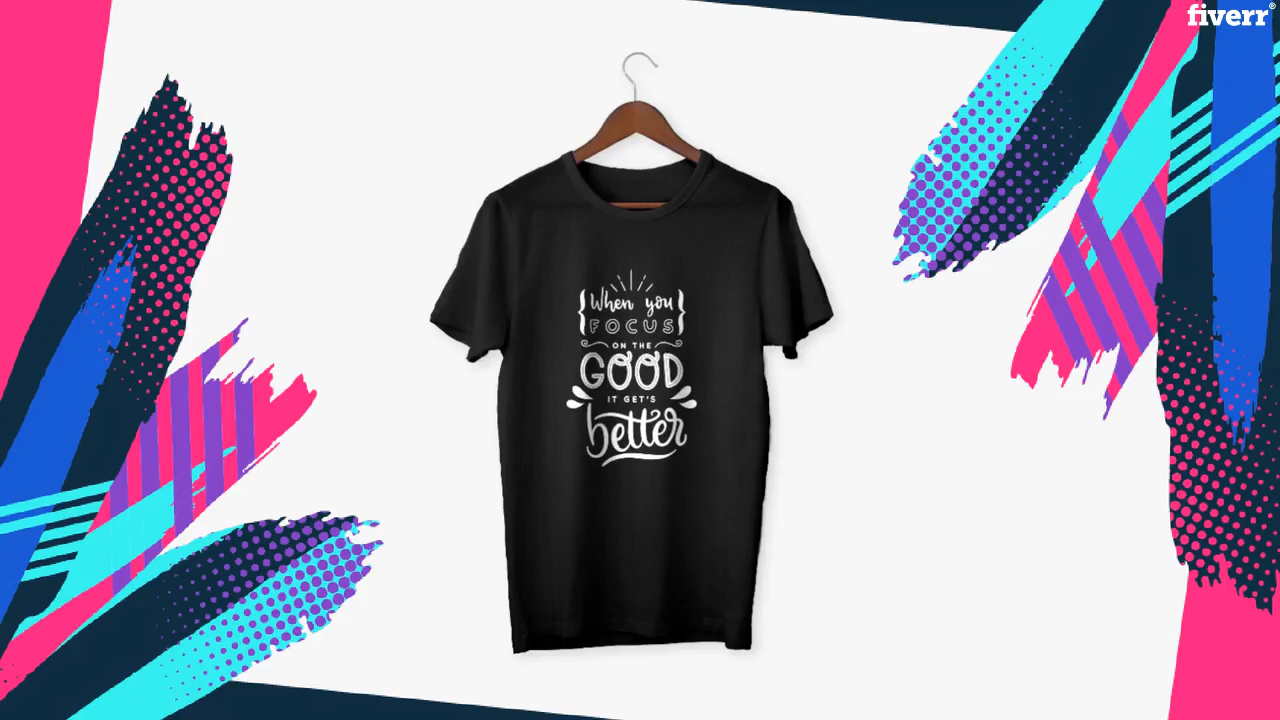 fiverr®
When you
FOCUS
ON THE
GOOD
IT GET'S
better